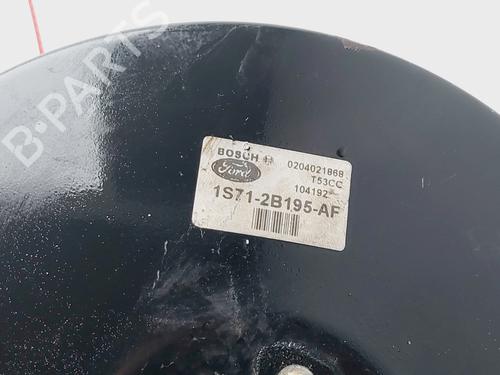 B-PARTS
BOSCH 0204021868
Ford T53CC
104192
1S71-2B195-AF